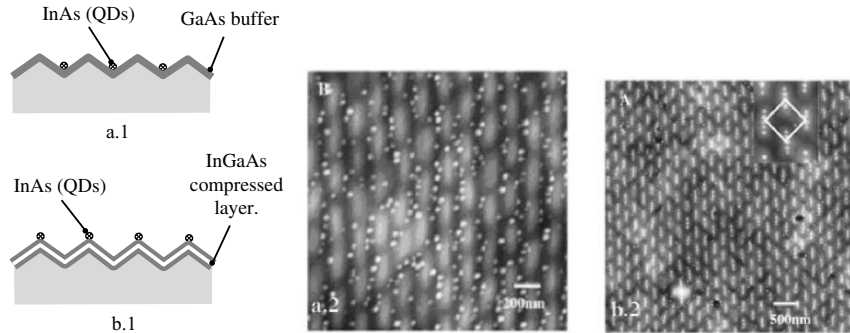 InAs (QDs)
GaAs buffer
a.1
InAs (QDs)
InGaAs
compressed
layer.
b.1
B
200nm
a.2
A
500nm
b.2